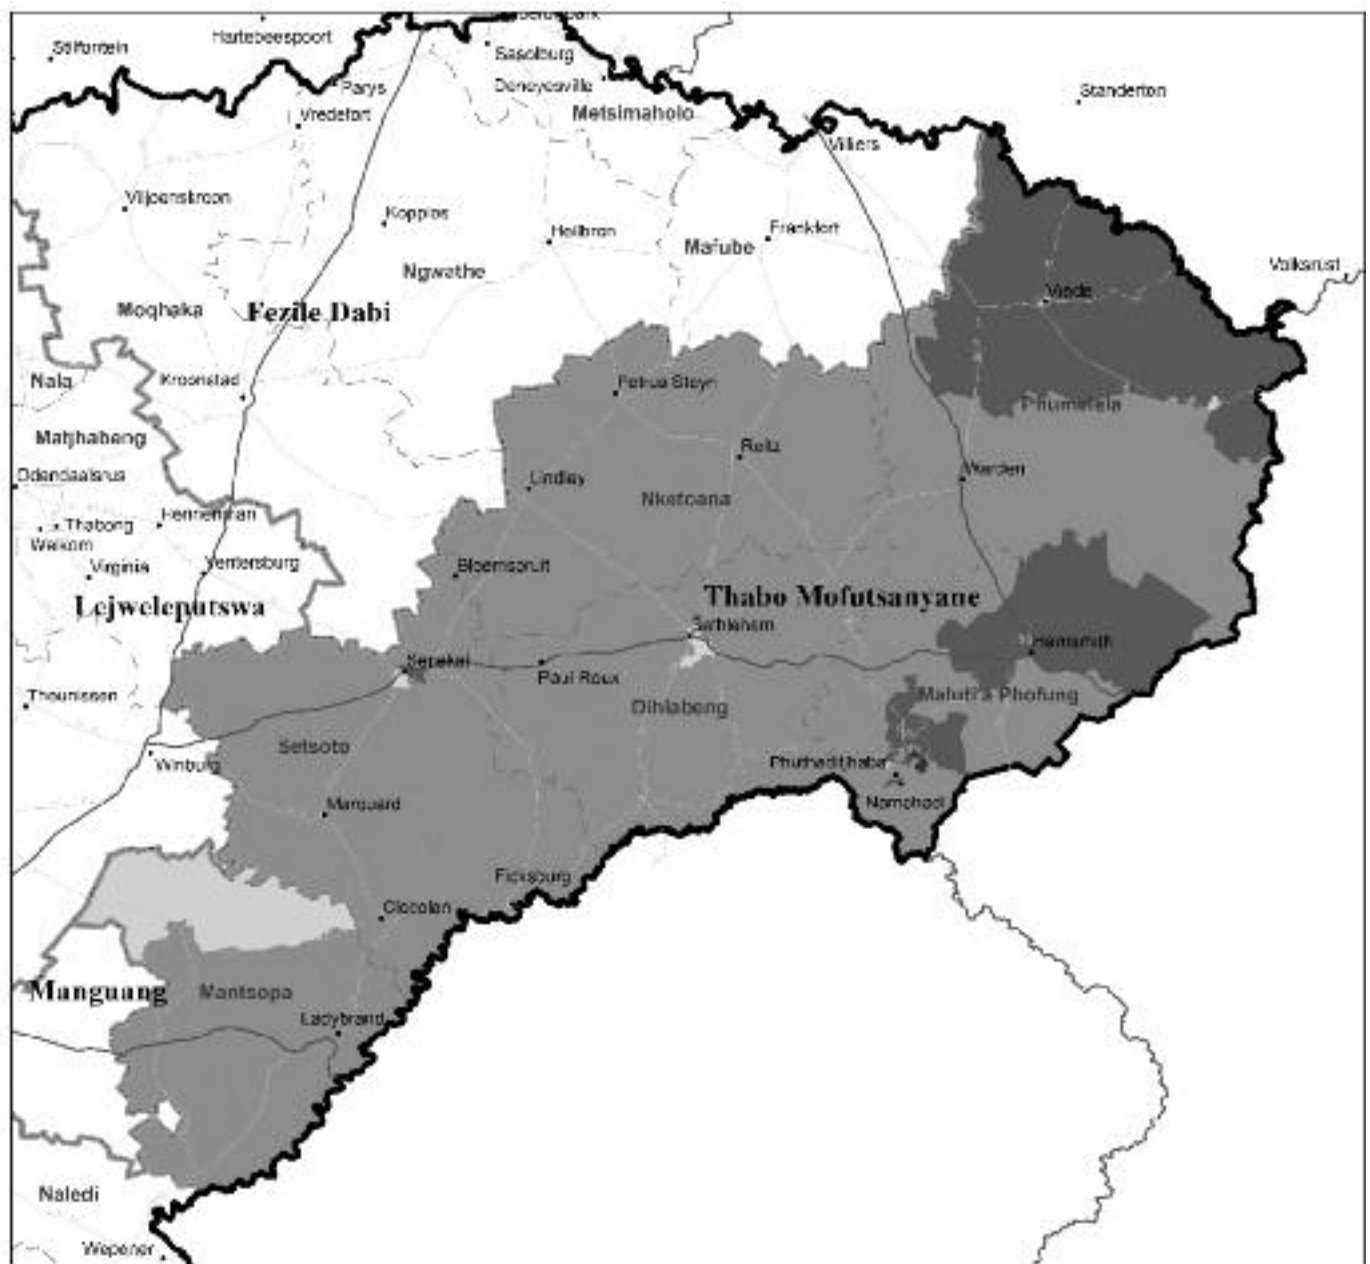 Stilfontein
Hartebeespoort
Sasolburg
Parys
Deneyesville
Metsimaholo
Standerton
Vredefort
Villiers
Viljoenskroon
Koppies
Heilbron
Frankfort
Mafube
Ngwathe
Volksrust
Vrede
Moqhaka
Fezile Dabi
Nala
Kroonstad
Petrus Steyn
Phumelela
Matjhabeng
Reitz
Odendaalsrus
Lindley
Warden
Nketoana
Thabong
Hennenman
Welkom
Virginia
Ventersburg
Bloemspruit
Thabo Mofutsanyane
Lejweleputswa
Bethlehem
Harrismith
Senekal
Paul Roux
Theunissen
Dihlabeng
Maluti a Phofung
Setsoto
Winburg
Phuthaditjhaba
Marquard
Namahadi
Ficksburg
Clocolan
Manguang
Mantsopa
Ladybrand
Naledi
Wepener